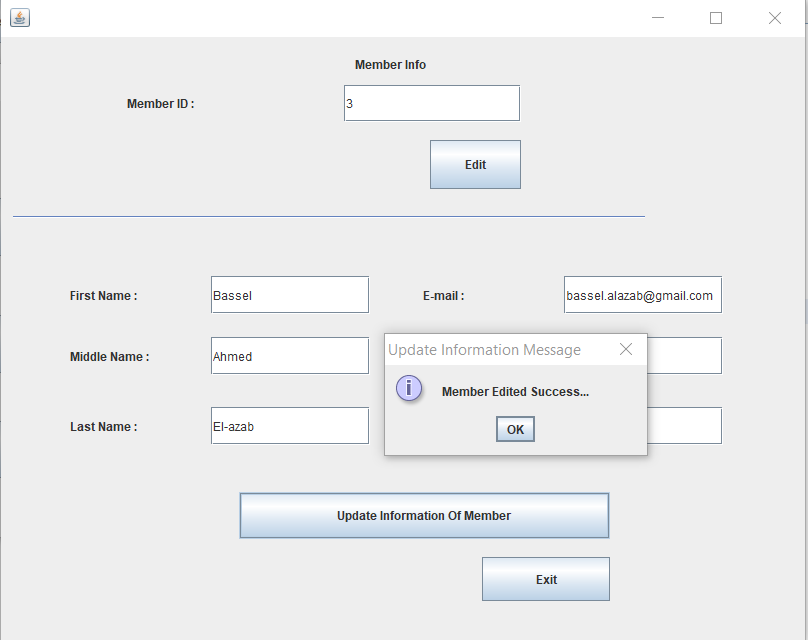 Member Info
Member ID : 3
Edit
First Name : Bassel E-mail : bassel.alazab@gmail.com
Update Information Message
Middle Name : Ahmed
Member Edited Success...
Last Name : El-azab
OK
Update Information Of Member
Exit